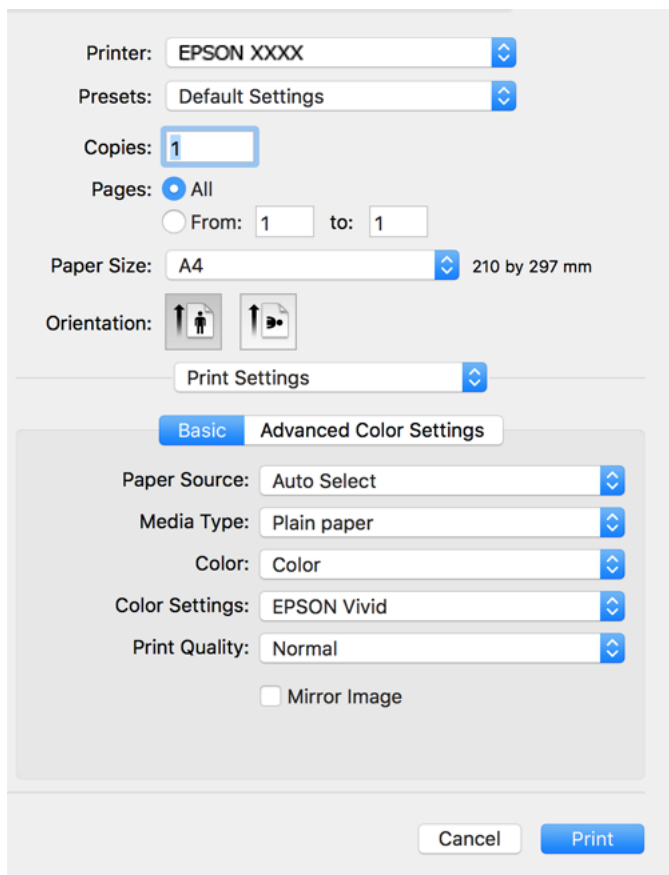 Printer: EPSON XXXX
Presets: Default Settings
Copies: 1
Pages: All
From: 1 to: 1
Paper Size: A4 210 by 297 mm
Orientation:
Print Settings
Basic Advanced Color Settings
Paper Source: Auto Select
Media Type: Plain paper
Color: Color
Color Settings: EPSON Vivid
Print Quality: Normal
Mirror Image
Cancel Print